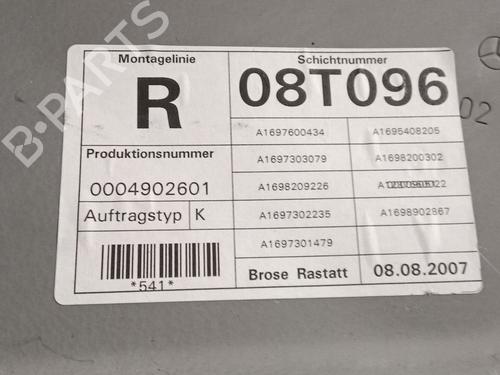 Montagelinie
Schichtnummer
R
08T096
Produktionsnummer
0004902601
Auftragstyp K
*541*
A1697600434
A1695408205
A1697303079
A1698200302
A1698209226
A1697302235
A1698902867
A1697301479
Brose Rastatt
08.08.2007
02
B-PARTS